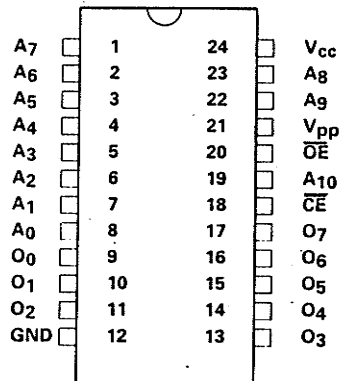 A7 1 24 Vcc
A6 2 23 A8
A5 3 22 A9
A4 4 21 Vpp
A3 5 20 OE
A2 6 19 A10
A1 7 18 CE
A0 8 17 O7
O0 9 16 O6
O1 10 15 O5
O2 11 14 O4
GND 12 13 O3